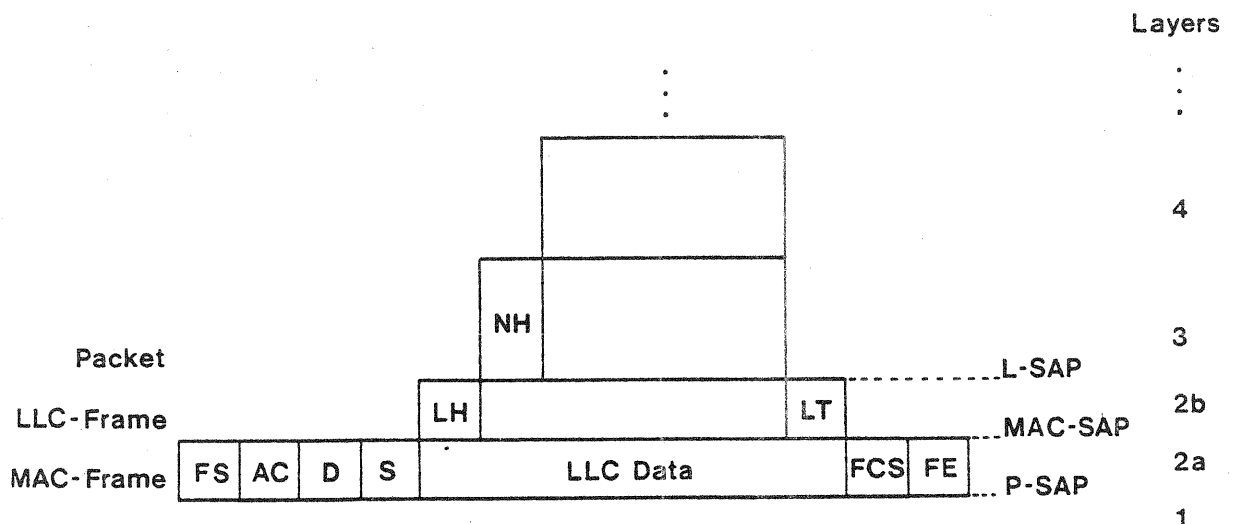 Layers
4
NH
3
Packet
L-SAP
LH
LT
2b
LLC-Frame
MAC-SAP
MAC-Frame
FS
AC
D
S
LLC Data
FCS
FE
2a
P-SAP
1